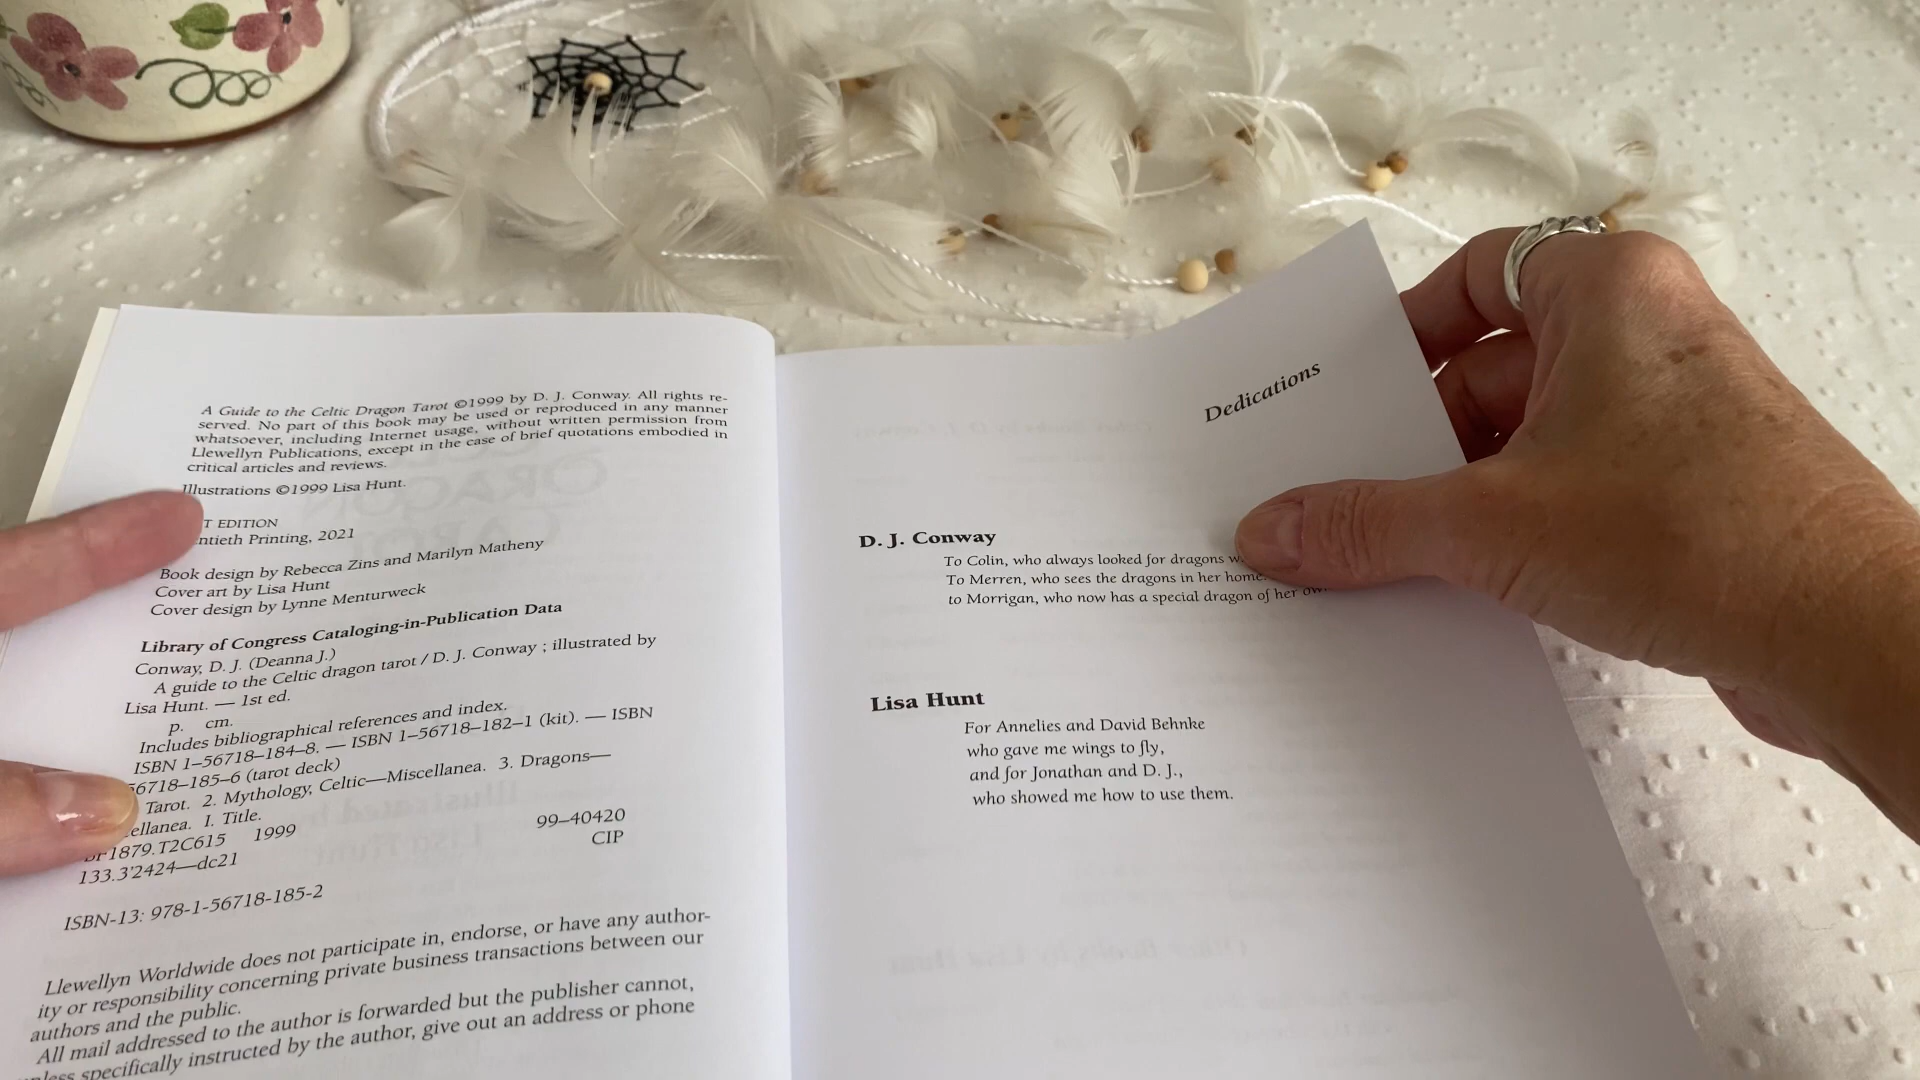 A Guide to the Celtic Dragon Tarot ©1999 by D. J. Conway. All rights re-
served. No part of this book may be used or reproduced in any manner
whatsoever, including Internet usage, without written permission from
Llewellyn Publications, except in the case of brief quotations embodied in
critical articles and reviews.
Illustrations ©1999 Lisa Hunt.
T EDITION
ntieth Printing, 2021
Book design by Rebecca Zins and Marilyn Matheny
Cover art by Lisa Hunt
Cover design by Lynne Menturweck
Library of Congress Cataloging-in-Publication Data
Conway, D. J. (Deanna J.)
A guide to the Celtic dragon tarot / D. J. Conway ; illustrated by
Lisa Hunt. — 1st ed.
p. cm.
Includes bibliographical references and index.
ISBN 1–56718–184–8. — ISBN 1–56718–182–1 (kit). — ISBN
56718–185–6 (tarot deck)
Tarot. 2. Mythology, Celtic—Miscellanea. 3. Dragons—
ellanea. I. Title.
BF1879.T2C615 1999
99–40420
133.3'2424—dc21
CIP
ISBN-13: 978-1-56718-185-2
Llewellyn Worldwide does not participate in, endorse, or have any author-
ity or responsibility concerning private business transactions between our
authors and the public.
All mail addressed to the author is forwarded but the publisher cannot,
unless specifically instructed by the author, give out an address or phone
Dedications
D. J. Conway
To Colin, who always looked for dragons
To Merren, who sees the dragons in her home
to Morrigan, who now has a special dragon of her own
Lisa Hunt
For Annelies and David Behnke
who gave me wings to fly,
and for Jonathan and D. J.,
who showed me how to use them.